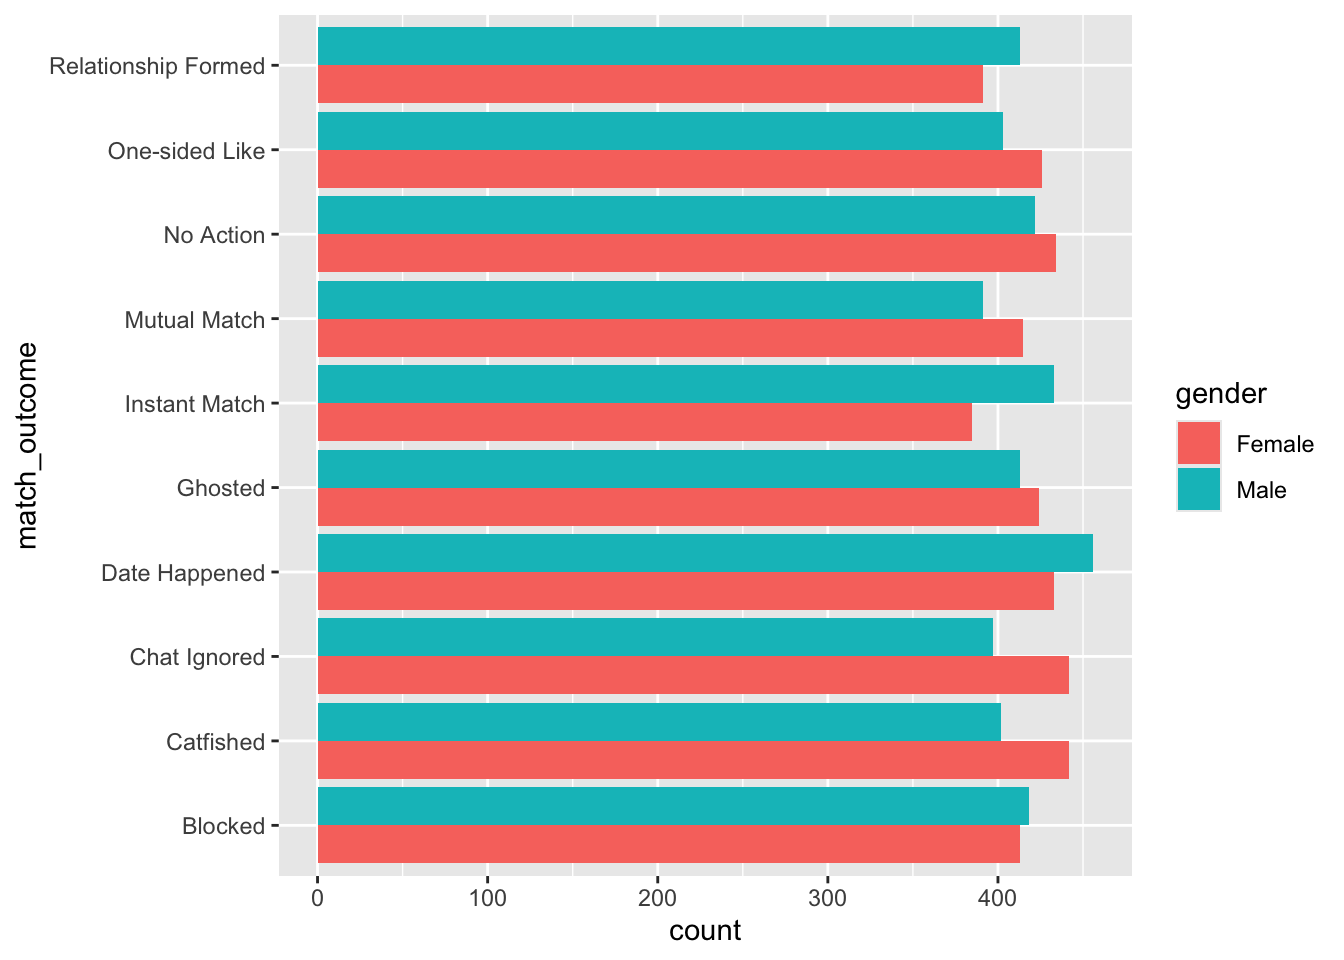 Relationship Formed
One-sided Like
No Action
Mutual Match
Instant Match
Ghosted
Date Happened
Chat Ignored
Catfished
Blocked
match_outcome
0 100 200 300 400
count
gender
Female
Male